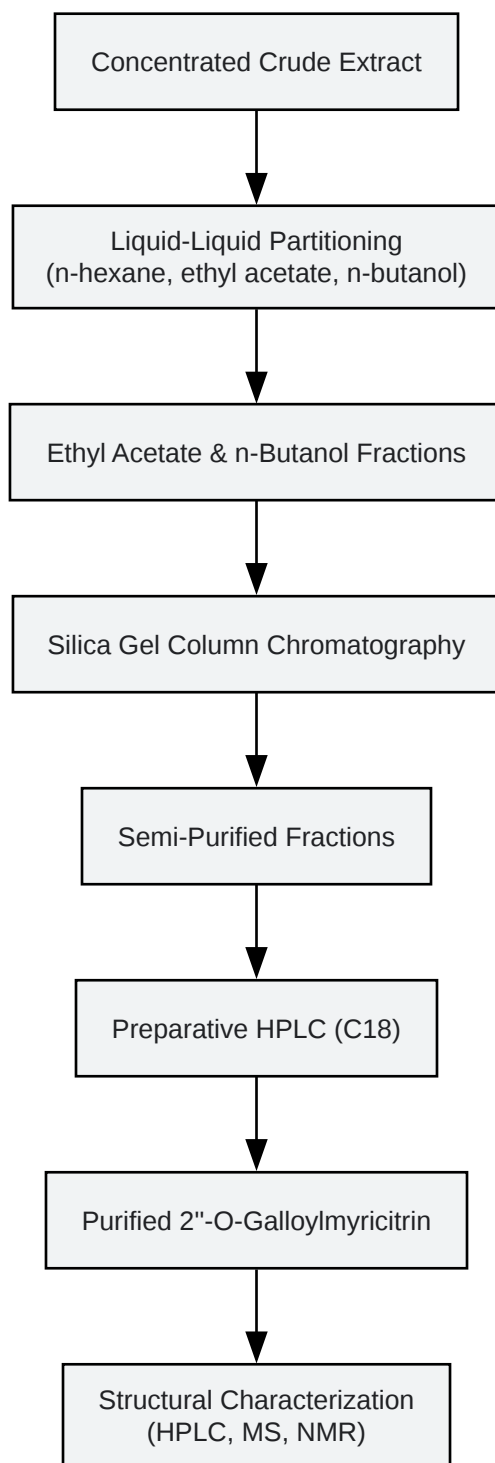 Concentrated Crude Extract
Liquid-Liquid Partitioning
(n-hexane, ethyl acetate, n-butanol)
Ethyl Acetate & n-Butanol Fractions
Silica Gel Column Chromatography
Semi-Purified Fractions
Preparative HPLC (C18)
Purified 2"-O-Galloylmyricitrin
Structural Characterization
(HPLC, MS, NMR)